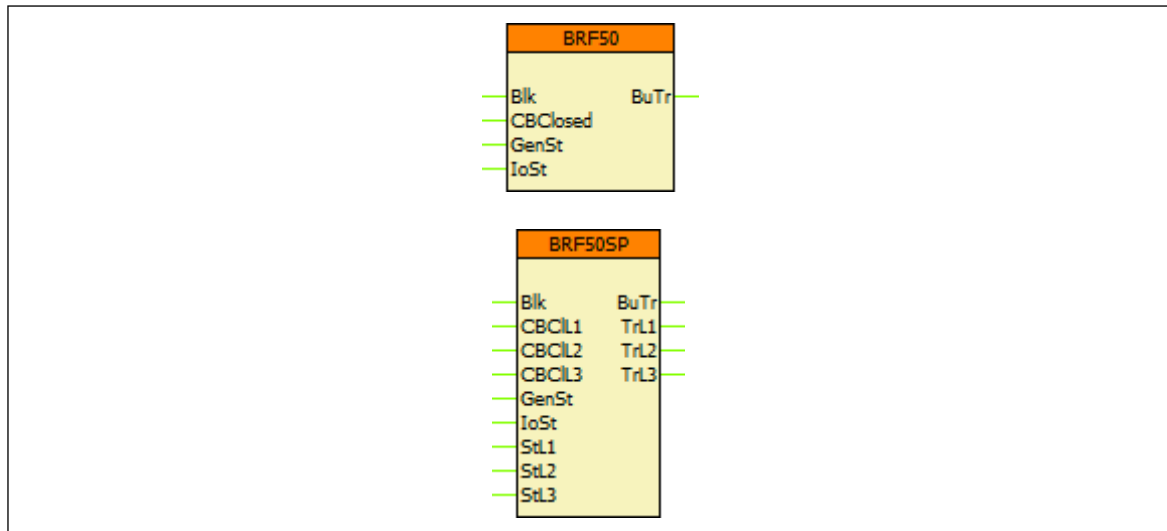 BRF50
Blk BuTr
CBClosed
GenSt
IoSt
BRF50SP
Blk BuTr
CBClL1 TrL1
CBClL2 TrL2
CBClL3 TrL3
GenSt
IoSt
StL1
StL2
StL3